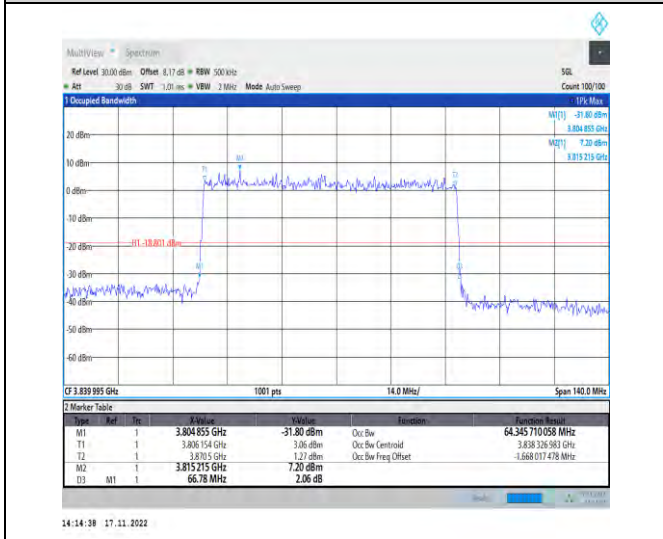 MultiView Spectrum
Ref Level 30.00 dBm Offset 8.17 dB RBW 500 kHz SGL
Att 30 dB SWT 1.01 ms VBW 2 MHz Mode Auto Sweep Count 100/100
1 Occupied Bandwidth 1Pk Max
M1[1] -31.80 dBm
3.804 855 GHz
M2[1] 7.20 dBm
3.815 215 GHz
20 dBm
10 dBm
0 dBm
-10 dBm
-20 dBm
H1 -18.801 dBm
-30 dBm
-40 dBm
-50 dBm
-60 dBm
CF 3.839 995 GHz 1001 pts 14.0 MHz/ Span 140.0 MHz
2 Marker Table
Type Ref Trc X-Value Y-Value Function Function Result
M1 1 3.804 855 GHz -31.80 dBm Occ Bw 64.345 710 058 MHz
T1 1 3.806 154 GHz 3.06 dBm Occ Bw Centroid 3.838 326 983 GHz
T2 1 3.870 5 GHz 1.27 dBm Occ Bw Freq Offset -1.668 017 478 MHz
M2 1 3.815 215 GHz 7.20 dBm
D3 M1 1 66.78 MHz 2.06 dB
14:14:38 17.11.2022